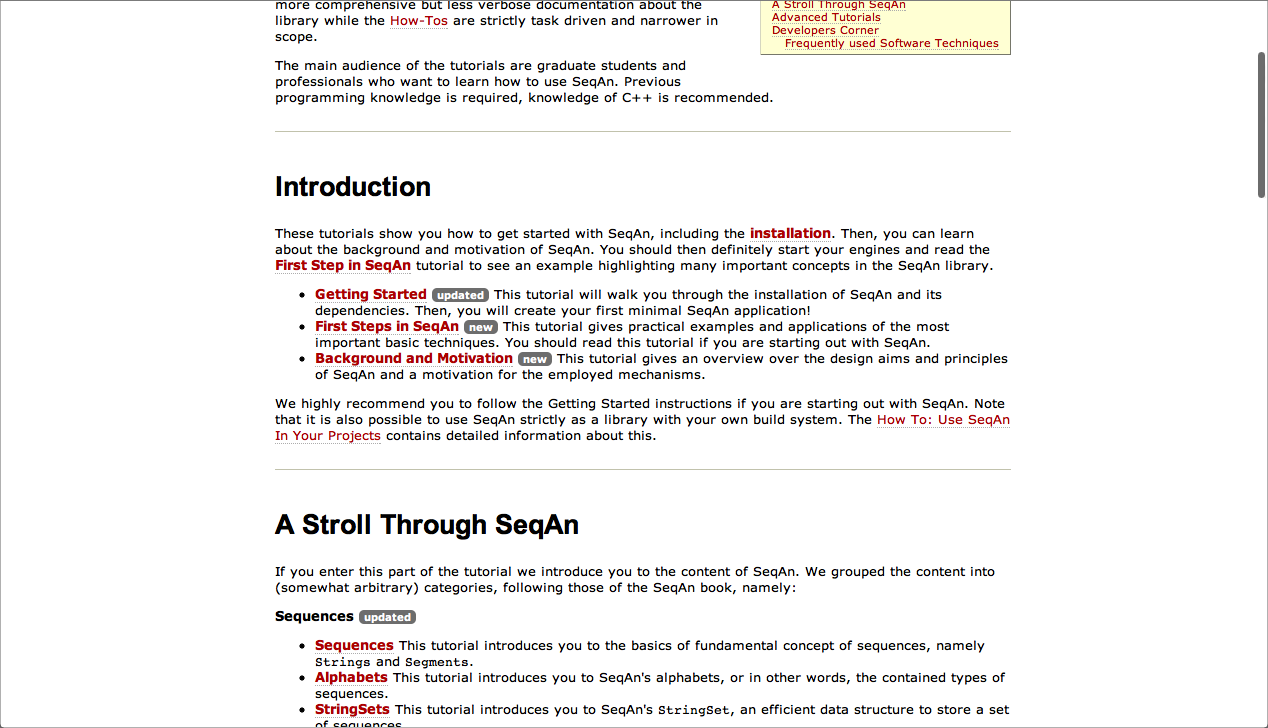 more comprehensive but less verbose documentation about the
library while the How-Tos are strictly task driven and narrower in
scope.
A Stroll Through SeqAn
Advanced Tutorials
Developers Corner
Frequently used Software Techniques
The main audience of the tutorials are graduate students and
professionals who want to learn how to use SeqAn. Previous
programming knowledge is required, knowledge of C++ is recommended.
Introduction
These tutorials show you how to get started with SeqAn, including the installation. Then, you can learn
about the background and motivation of SeqAn. You should then definitely start your engines and read the
First Step in SeqAn tutorial to see an example highlighting many important concepts in the SeqAn library.
• Getting Started updated This tutorial will walk you through the installation of SeqAn and its
dependencies. Then, you will create your first minimal SeqAn application!
• First Steps in SeqAn new This tutorial gives practical examples and applications of the most
important basic techniques. You should read this tutorial if you are starting out with SeqAn.
• Background and Motivation new This tutorial gives an overview over the design aims and principles
of SeqAn and a motivation for the employed mechanisms.
We highly recommend you to follow the Getting Started instructions if you are starting out with SeqAn. Note
that it is also possible to use SeqAn strictly as a library with your own build system. The How To: Use SeqAn
In Your Projects contains detailed information about this.
A Stroll Through SeqAn
If you enter this part of the tutorial we introduce you to the content of SeqAn. We grouped the content into
(somewhat arbitrary) categories, following those of the SeqAn book, namely:
Sequences updated
• Sequences This tutorial introduces you to the basics of fundamental concept of sequences, namely
Strings and Segments.
• Alphabets This tutorial introduces you to SeqAn's alphabets, or in other words, the contained types of
sequences.
• StringSets This tutorial introduces you to SeqAn's StringSet, an efficient data structure to store a set
of sequences.